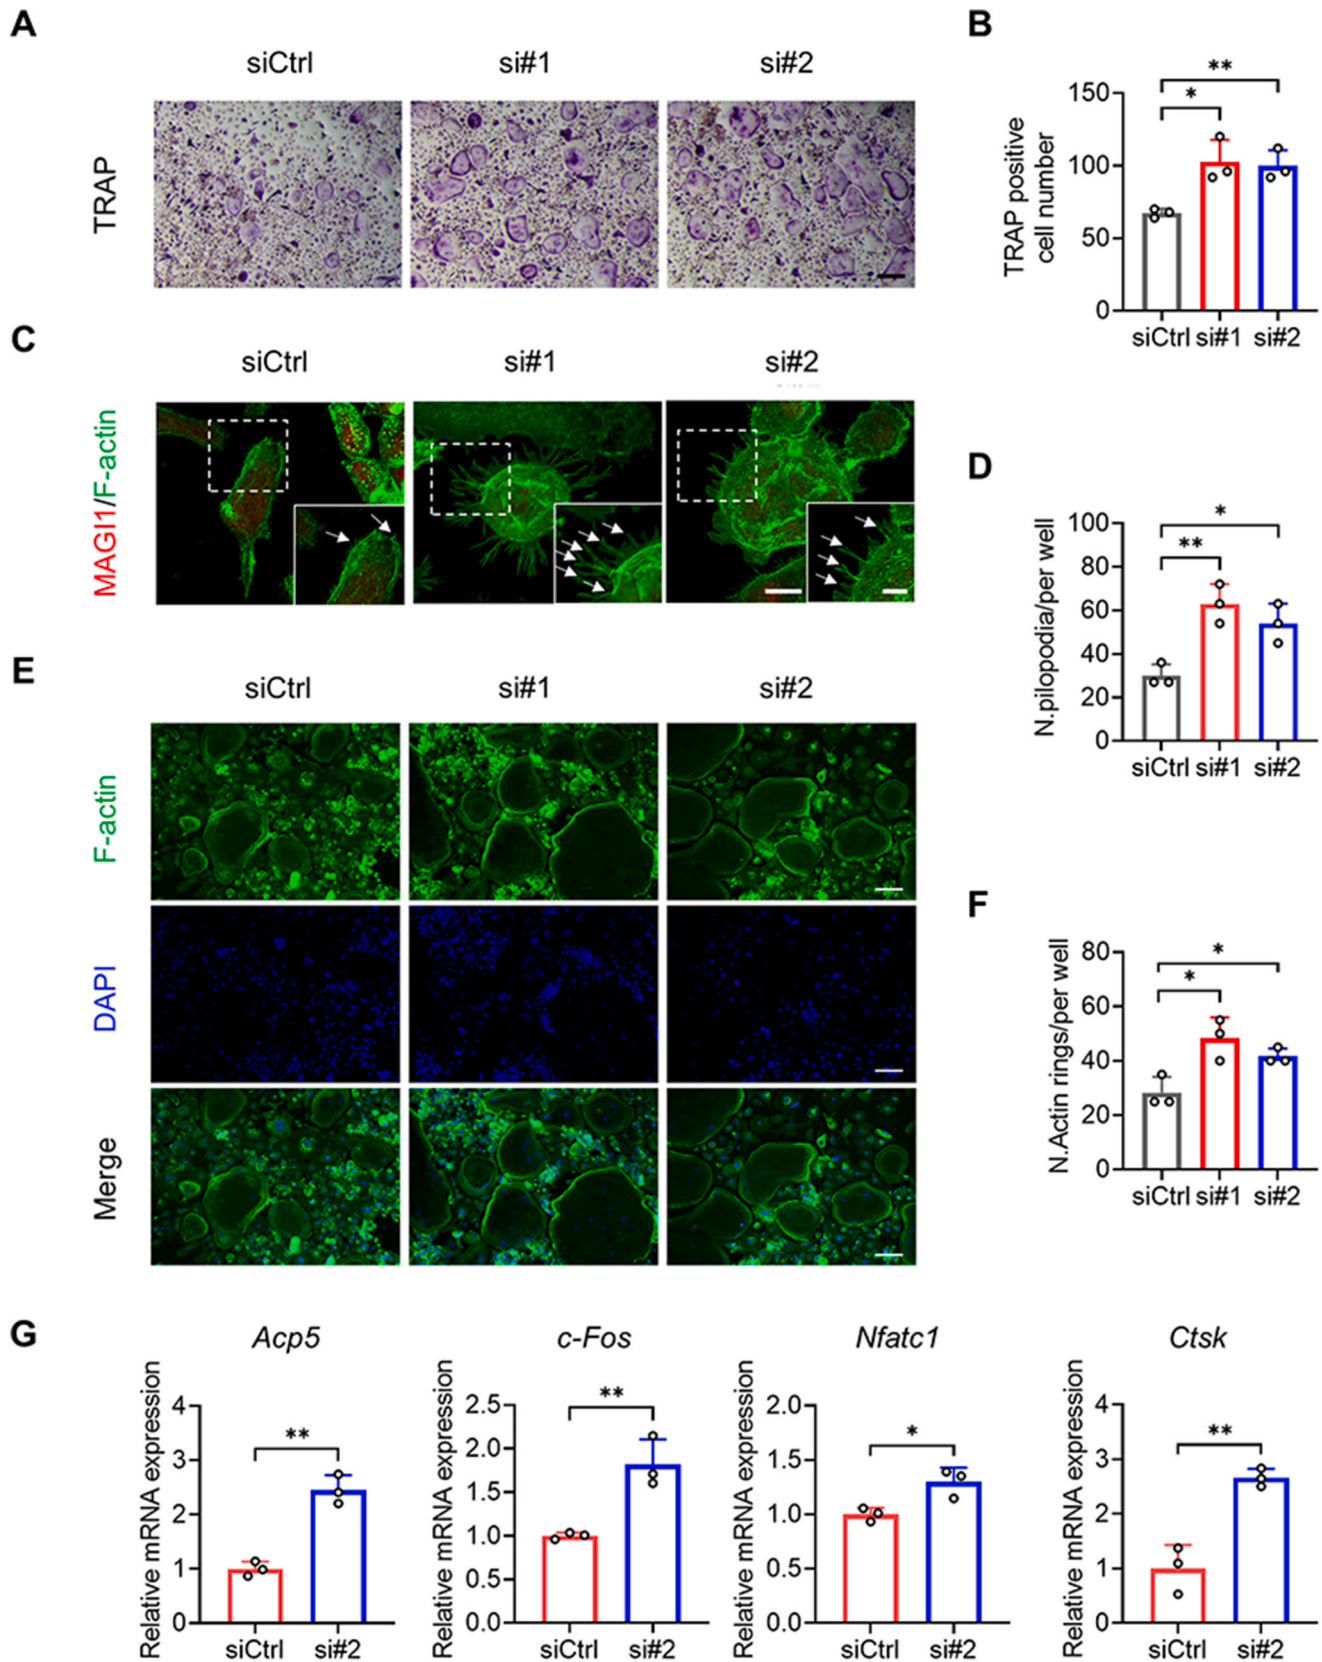 A
siCtrl
si#1
si#2
TRAP
B
**
*
TRAP positive
cell number
150
100
50
0
siCtrl si#1 si#2
C
siCtrl
si#1
si#2
MAGI1/F-actin
D
*
**
N.pilopodia/per well
100
80
60
40
20
0
siCtrl si#1 si#2
E
siCtrl
si#1
si#2
F-actin
DAPI
Merge
F
*
*
N.Actin rings/per well
80
60
40
20
0
siCtrl si#1 si#2
G
Acp5
Relative mRNA expression
4
3
2
1
0
**
siCtrl si#2
c-Fos
Relative mRNA expression
2.5
2.0
1.5
1.0
0.5
0.0
**
siCtrl si#2
Nfatc1
Relative mRNA expression
2.0
1.5
1.0
0.5
0.0
*
siCtrl si#2
Ctsk
Relative mRNA expression
4
3
2
1
0
**
siCtrl si#2